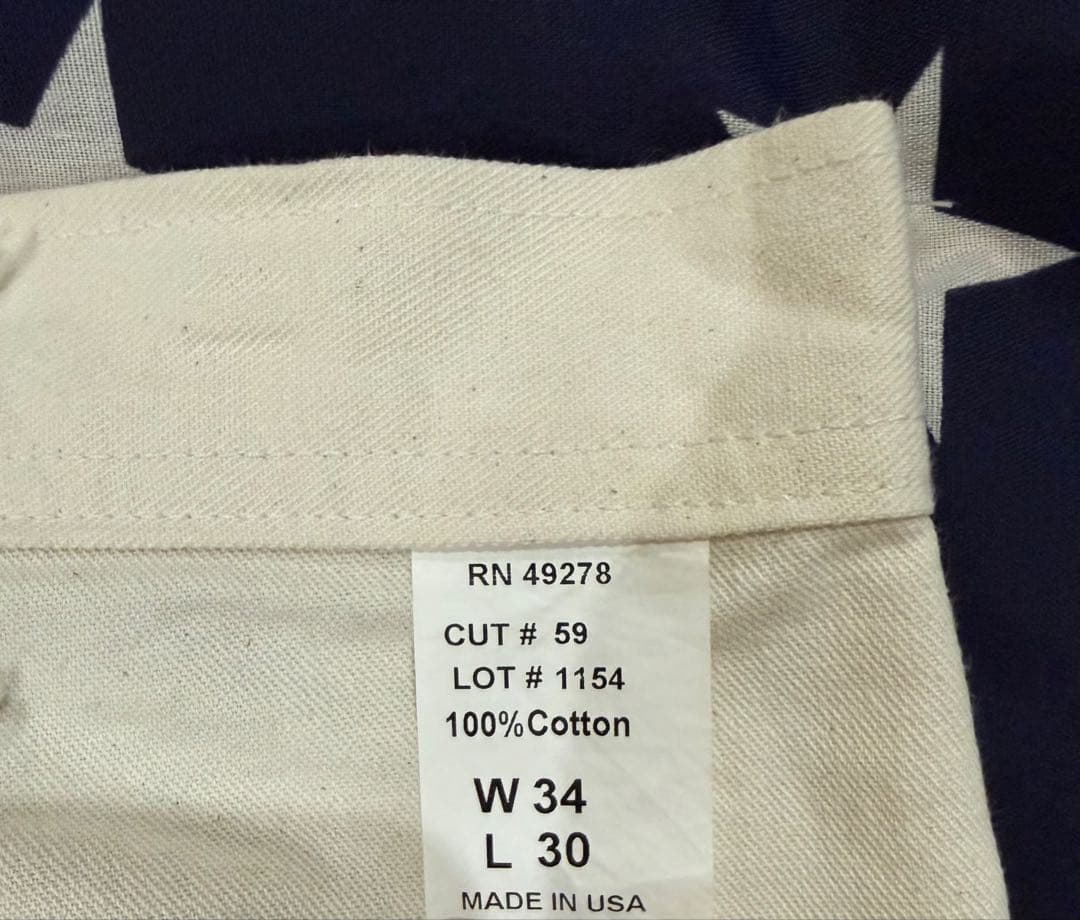 RN 49278
CUT # 59
LOT # 1154
100%Cotton
W 34
L 30
MADE IN USA